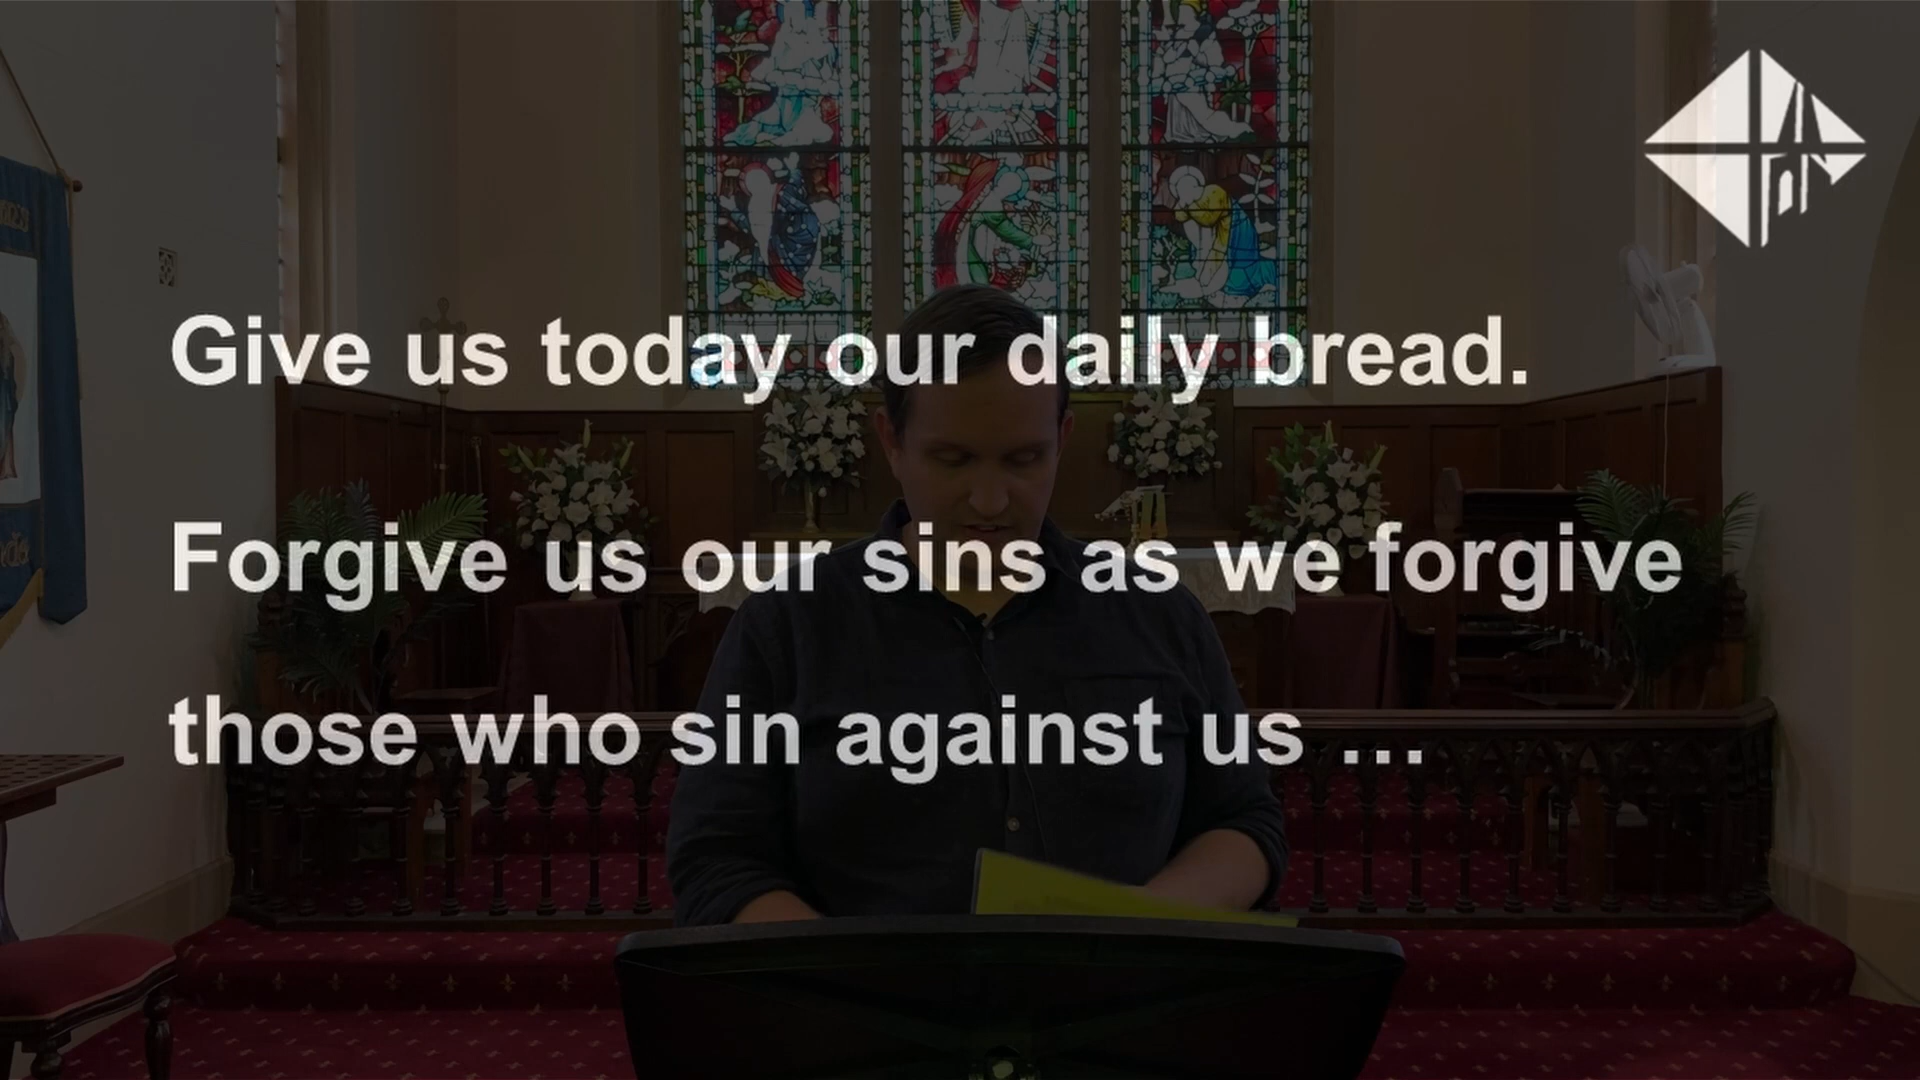 Give us today our daily bread.
Forgive us our sins as we forgive
those who sin against us ...